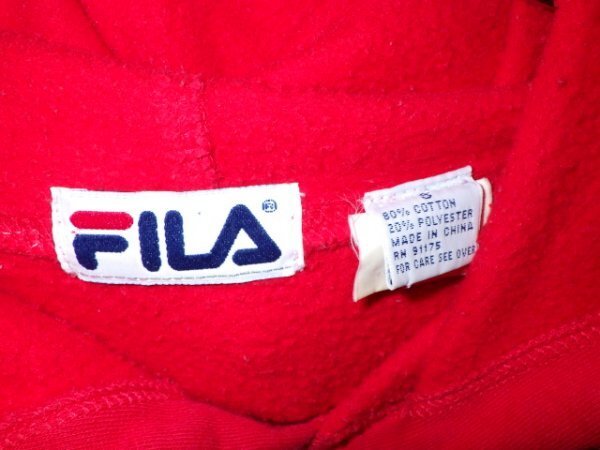 FILA®
S
80% COTTON
20% POLYESTER
MADE IN CHINA
RN 91175
FOR CARE SEE OVER